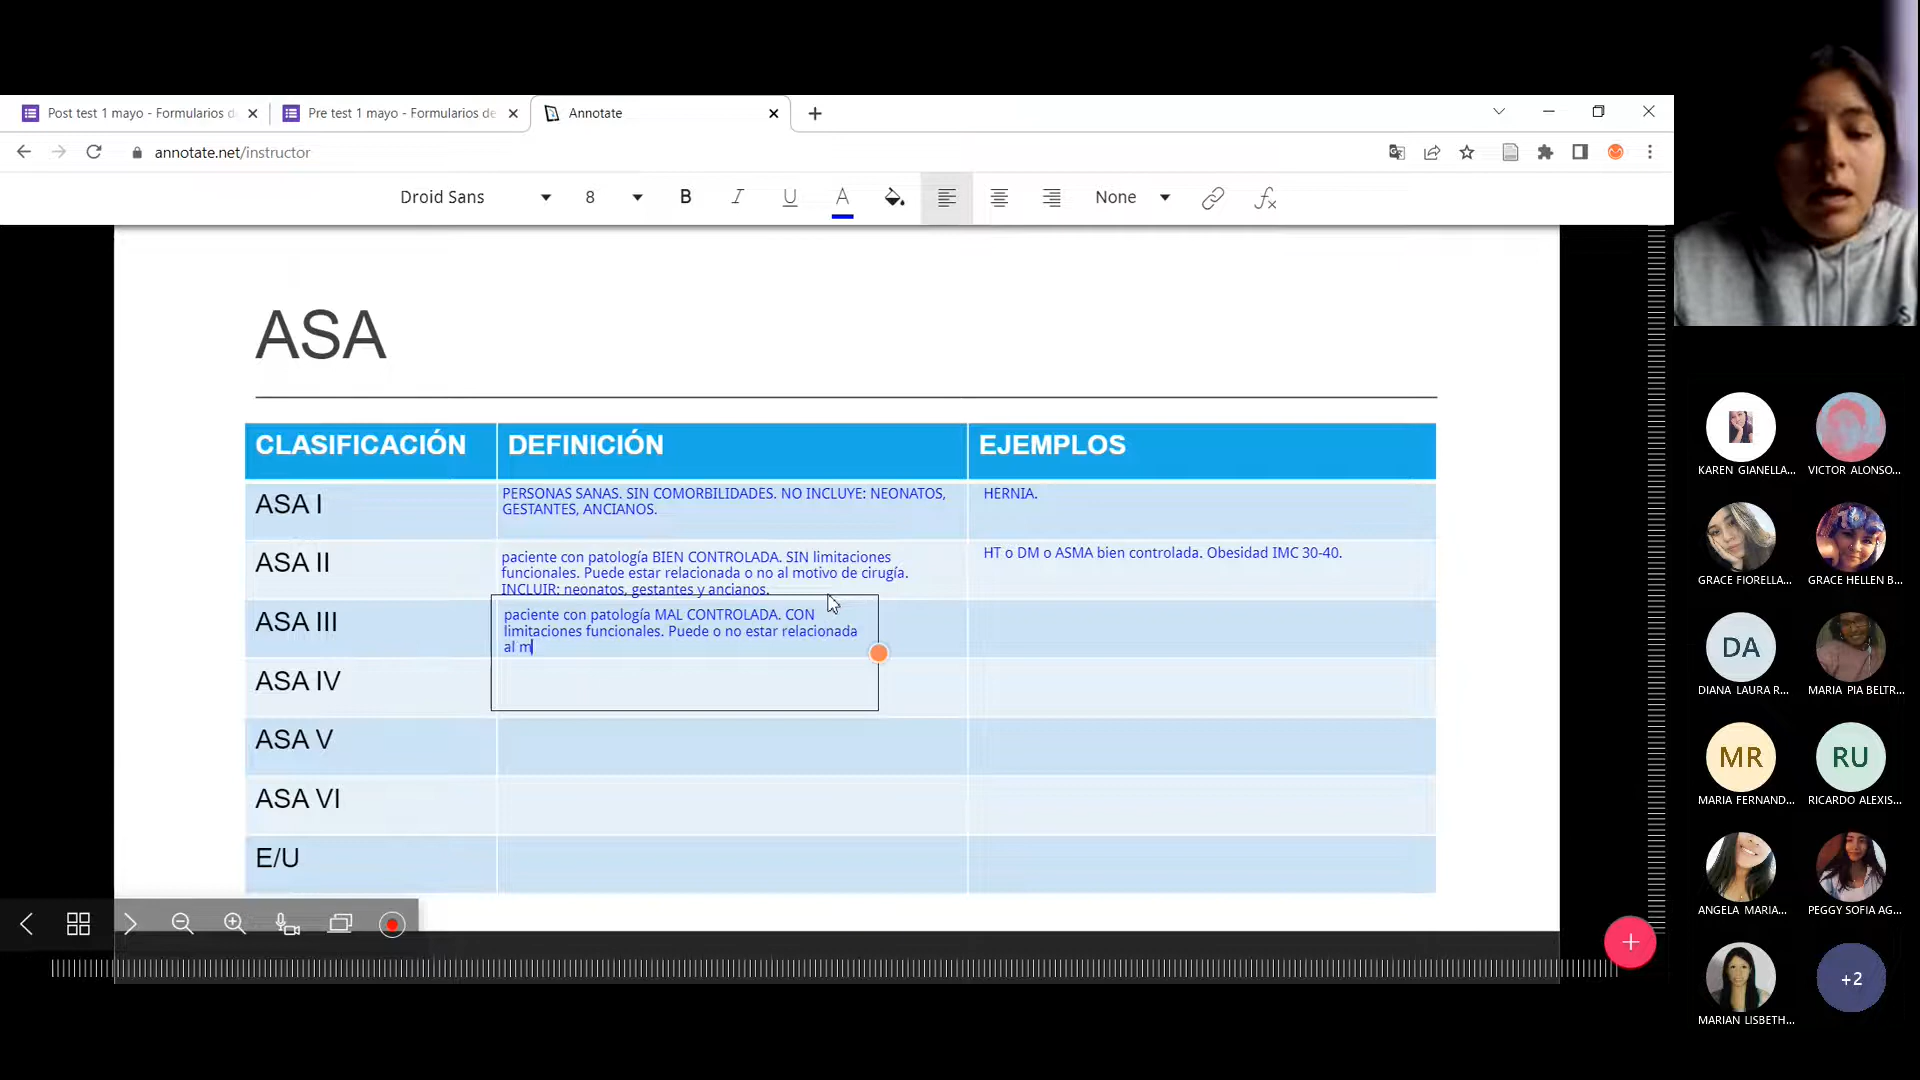 Post test 1 mayo - Formularios d
Pre test 1 mayo - Formularios de
Annotate
annotate.net/instructor
Droid Sans
8
B
I
U
A
None
fx
ASA
CLASIFICACIÓN
DEFINICIÓN
EJEMPLOS
ASA I
PERSONAS SANAS. SIN COMORBILIDADES. NO INCLUYE: NEONATOS,
GESTANTES, ANCIANOS.
HERNIA.
ASA II
paciente con patología BIEN CONTROLADA. SIN limitaciones
funcionales. Puede estar relacionada o no al motivo de cirugía.
INCLUIR: neonatos, gestantes y ancianos.
HT o DM o ASMA bien controlada. Obesidad IMC 30-40.
ASA III
paciente con patología MAL CONTROLADA. CON
limitaciones funcionales. Puede o no estar relacionada
al m
ASA IV
ASA V
ASA VI
E/U
KAREN GIANELLA...
VICTOR ALONSO...
GRACE FIORELLA...
GRACE HELLEN B...
DA
DIANA LAURA R...
MARIA PIA BELTR...
MR
MARIA FERNAND...
RU
RICARDO ALEXIS...
ANGELA MARIA...
PEGGY SOFIA AG...
MARIAN LISBETH...
+2